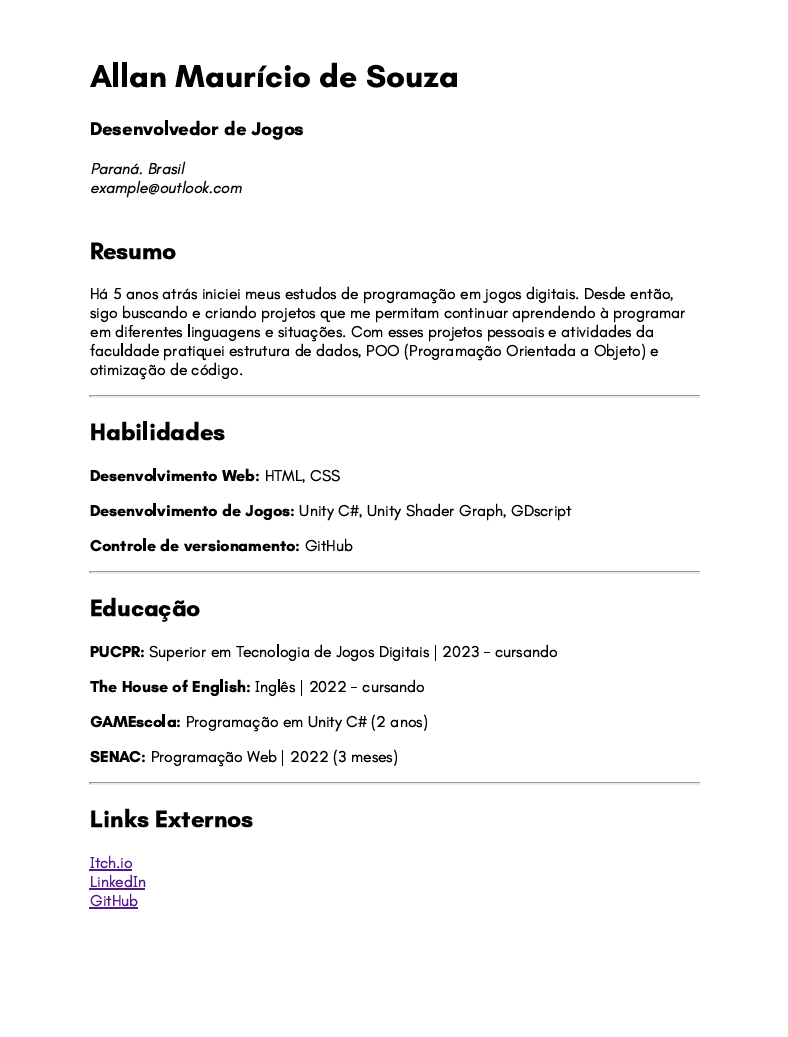 Allan Maurício de Souza
Desenvolvedor de Jogos
Paraná. Brasil
example@outlook.com
Resumo
Há 5 anos atrás iniciei meus estudos de programação em jogos digitais. Desde então,
sigo buscando e criando projetos que me permitam continuar aprendendo à programar
em diferentes linguagens e situações. Com esses projetos pessoais e atividades da
faculdade pratiquei estrutura de dados, POO (Programação Orientada a Objeto) e
otimização de código.
Habilidades
Desenvolvimento Web: HTML, CSS
Desenvolvimento de Jogos: Unity C#, Unity Shader Graph, GDscript
Controle de versionamento: GitHub
Educação
PUCPR: Superior em Tecnologia de Jogos Digitais | 2023 - cursando
The House of English: Inglês | 2022 - cursando
GAMEscola: Programação em Unity C# (2 anos)
SENAC: Programação Web | 2022 (3 meses)
Links Externos
Itch.io
LinkedIn
GitHub